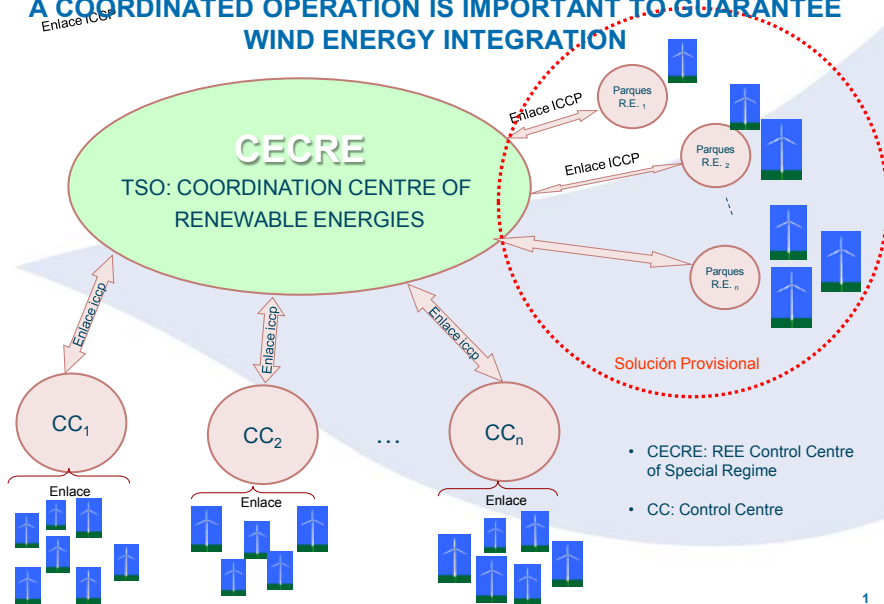 A COORDINATED OPERATION IS IMPORTANT TO GUARANTEE
WIND ENERGY INTEGRATION
Enlace ICCP
Enlace ICCP
Parques
R.E. 1
CECRE
TSO: COORDINATION CENTRE OF
RENEWABLE ENERGIES
Enlace ICCP
Parques
R.E. 2
Parques
R.E. n
Enlace iccp
Enlace iccp
Enlace iccp
Solución Provisional
CC1
CC2
...
CCn
• CECRE: REE Control Centre
of Special Regime
• CC: Control Centre
Enlace
Enlace
Enlace
1